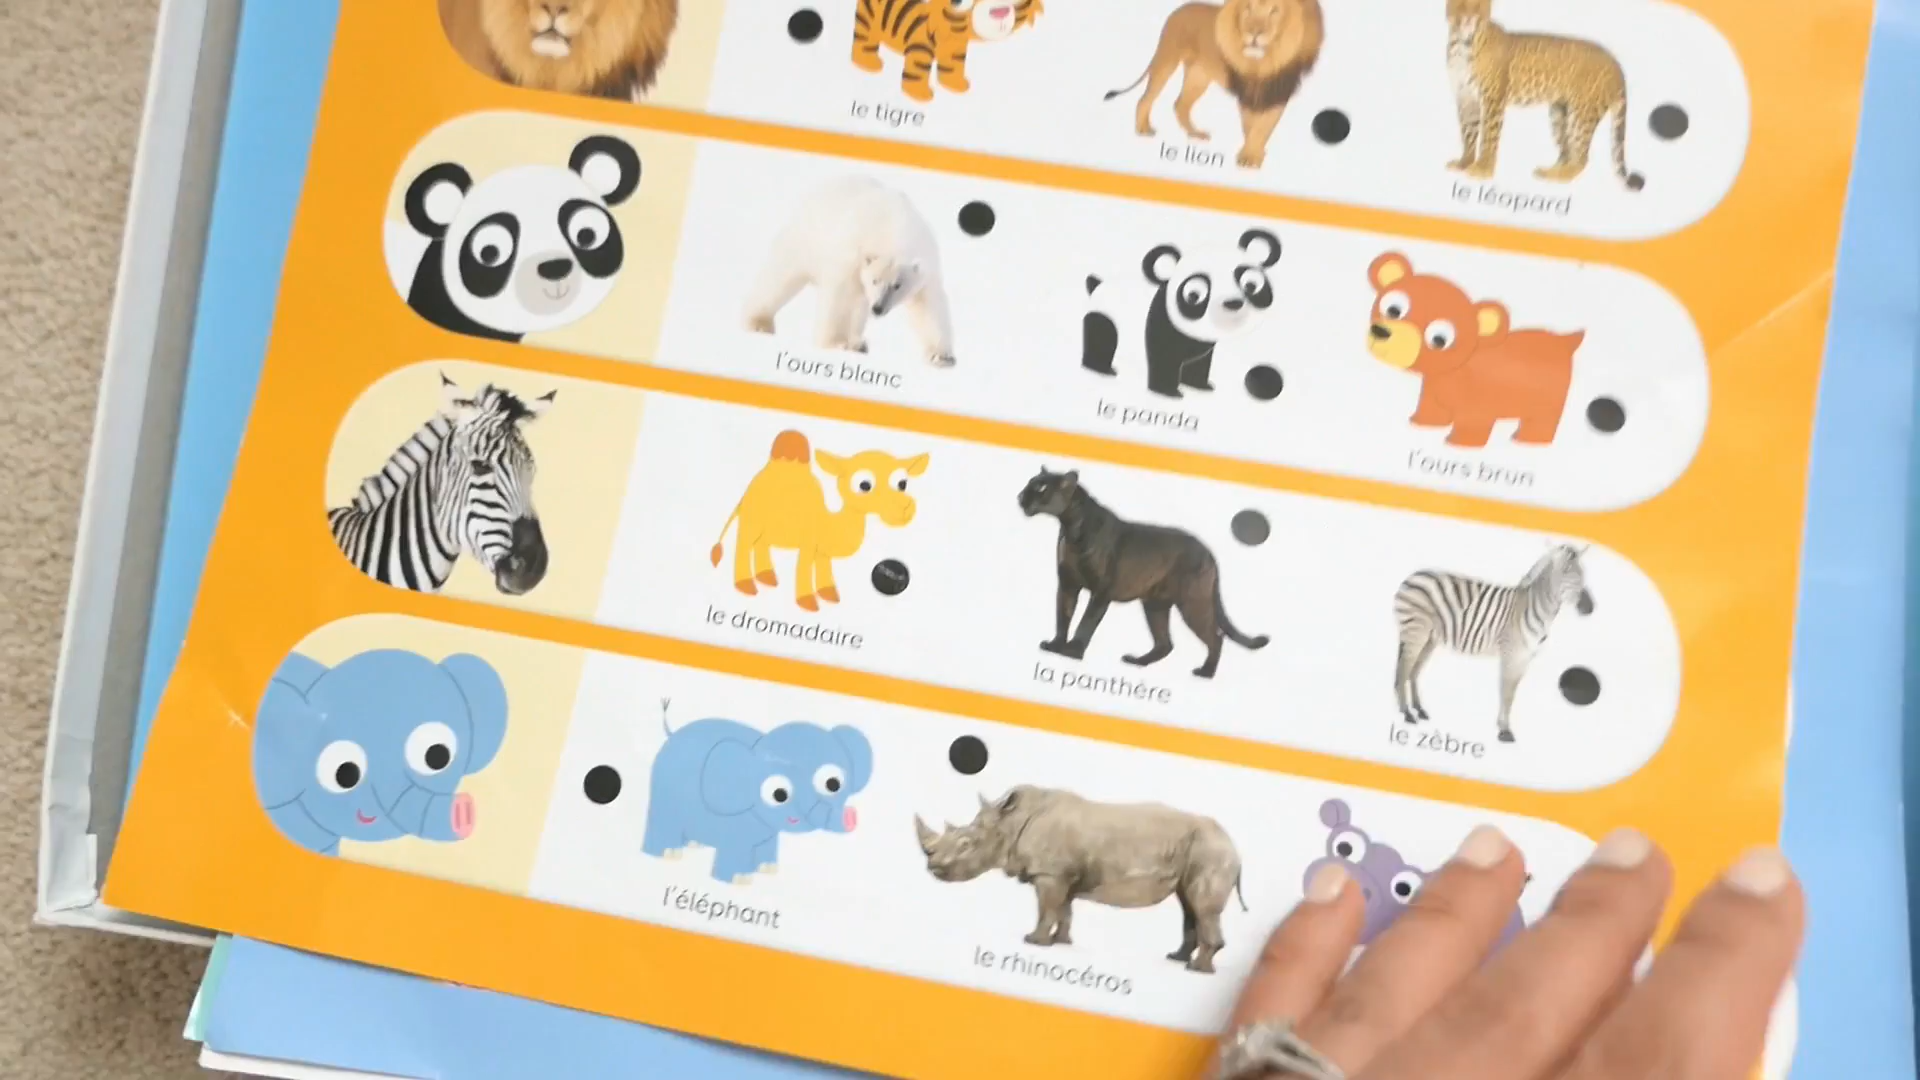 le tigre
le lion
le léopard
l'ours blanc
le panda
l'ours brun
le dromadaire
la panthère
le zèbre
l'éléphant
le rhinocéros